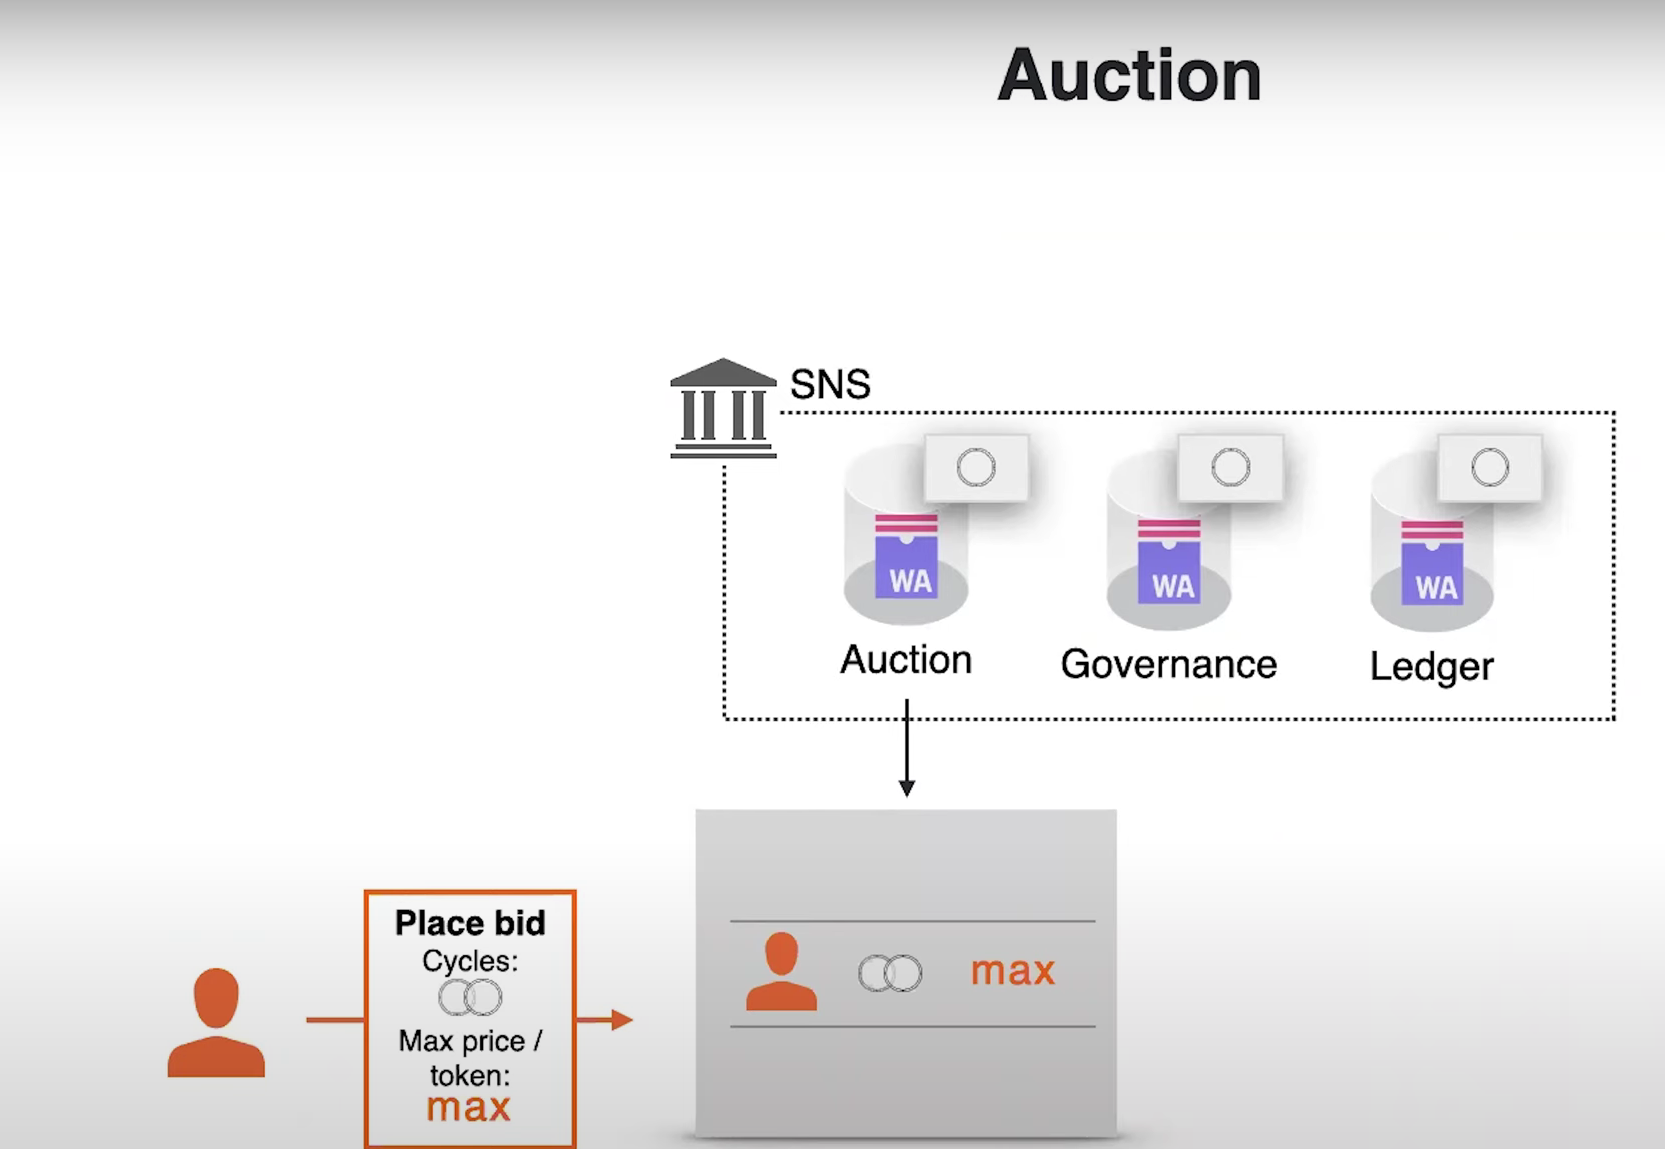 Auction
SNS
WA
WA
WA
Auction
Governance
Ledger
Place bid
Cycles:
Max price /
token:
max
max